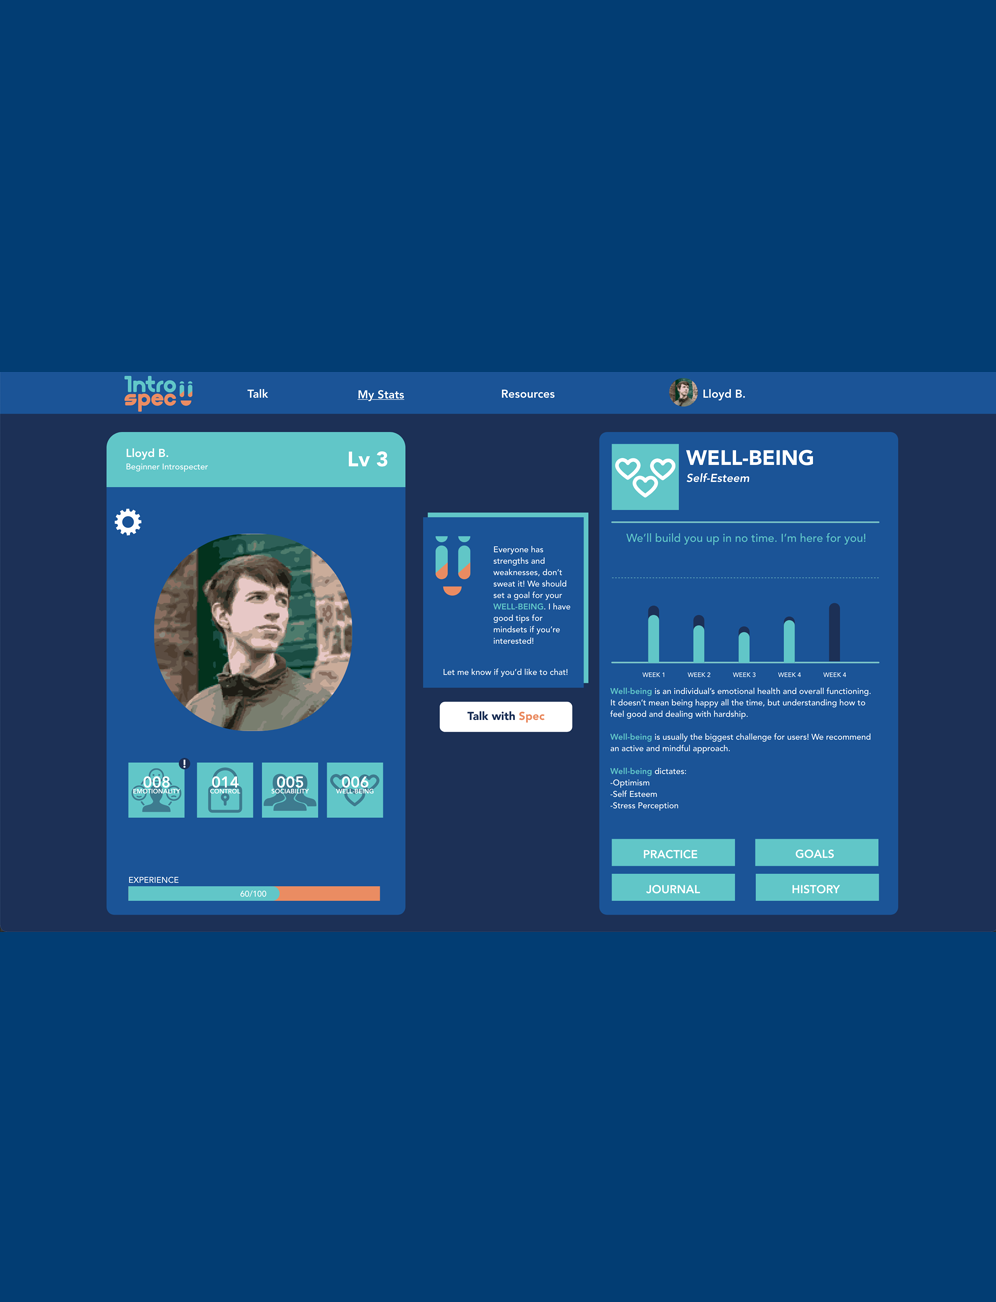 Intro
spec
Talk
My Stats
Resources
Lloyd B.
Lloyd B.
Beginner Introspecter
Lv 3
008
EMOTIONALITY
!
014
CONTROL
005
SOCIABILITY
006
WELL-BEING
EXPERIENCE
60/100
Everyone has
strengths and
weaknesses, don't
sweat it! We should
set a goal for your
WELL-BEING. I have
good tips for
mindsets if you're
interested!
Let me know if you'd like to chat!
Talk with Spec
WELL-BEING
Self-Esteem
We'll build you up in no time. I'm here for you!
WEEK 1 WEEK 2 WEEK 3 WEEK 4 WEEK 4
Well-being is an individual's emotional health and overall functioning.
It doesn't mean being happy all the time, but understanding how to
feel good and dealing with hardship.
Well-being is usually the biggest challenge for users! We recommend
an active and mindful approach.
Well-being dictates:
-Optimism
-Self Esteem
-Stress Perception
PRACTICE
GOALS
JOURNAL
HISTORY